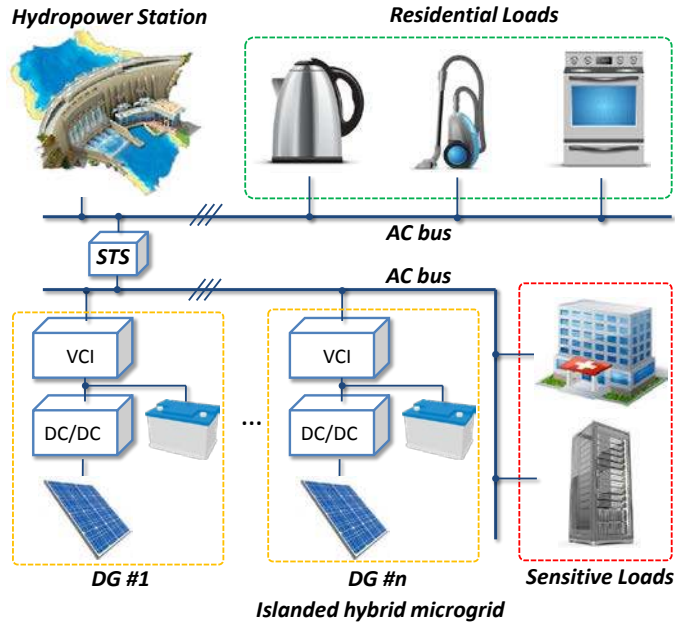 Hydropower Station
Residential Loads
AC bus
STS
AC bus
VCI
VCI
DC/DC
DC/DC
...
DG #1
DG #n
Sensitive Loads
Islanded hybrid microgrid